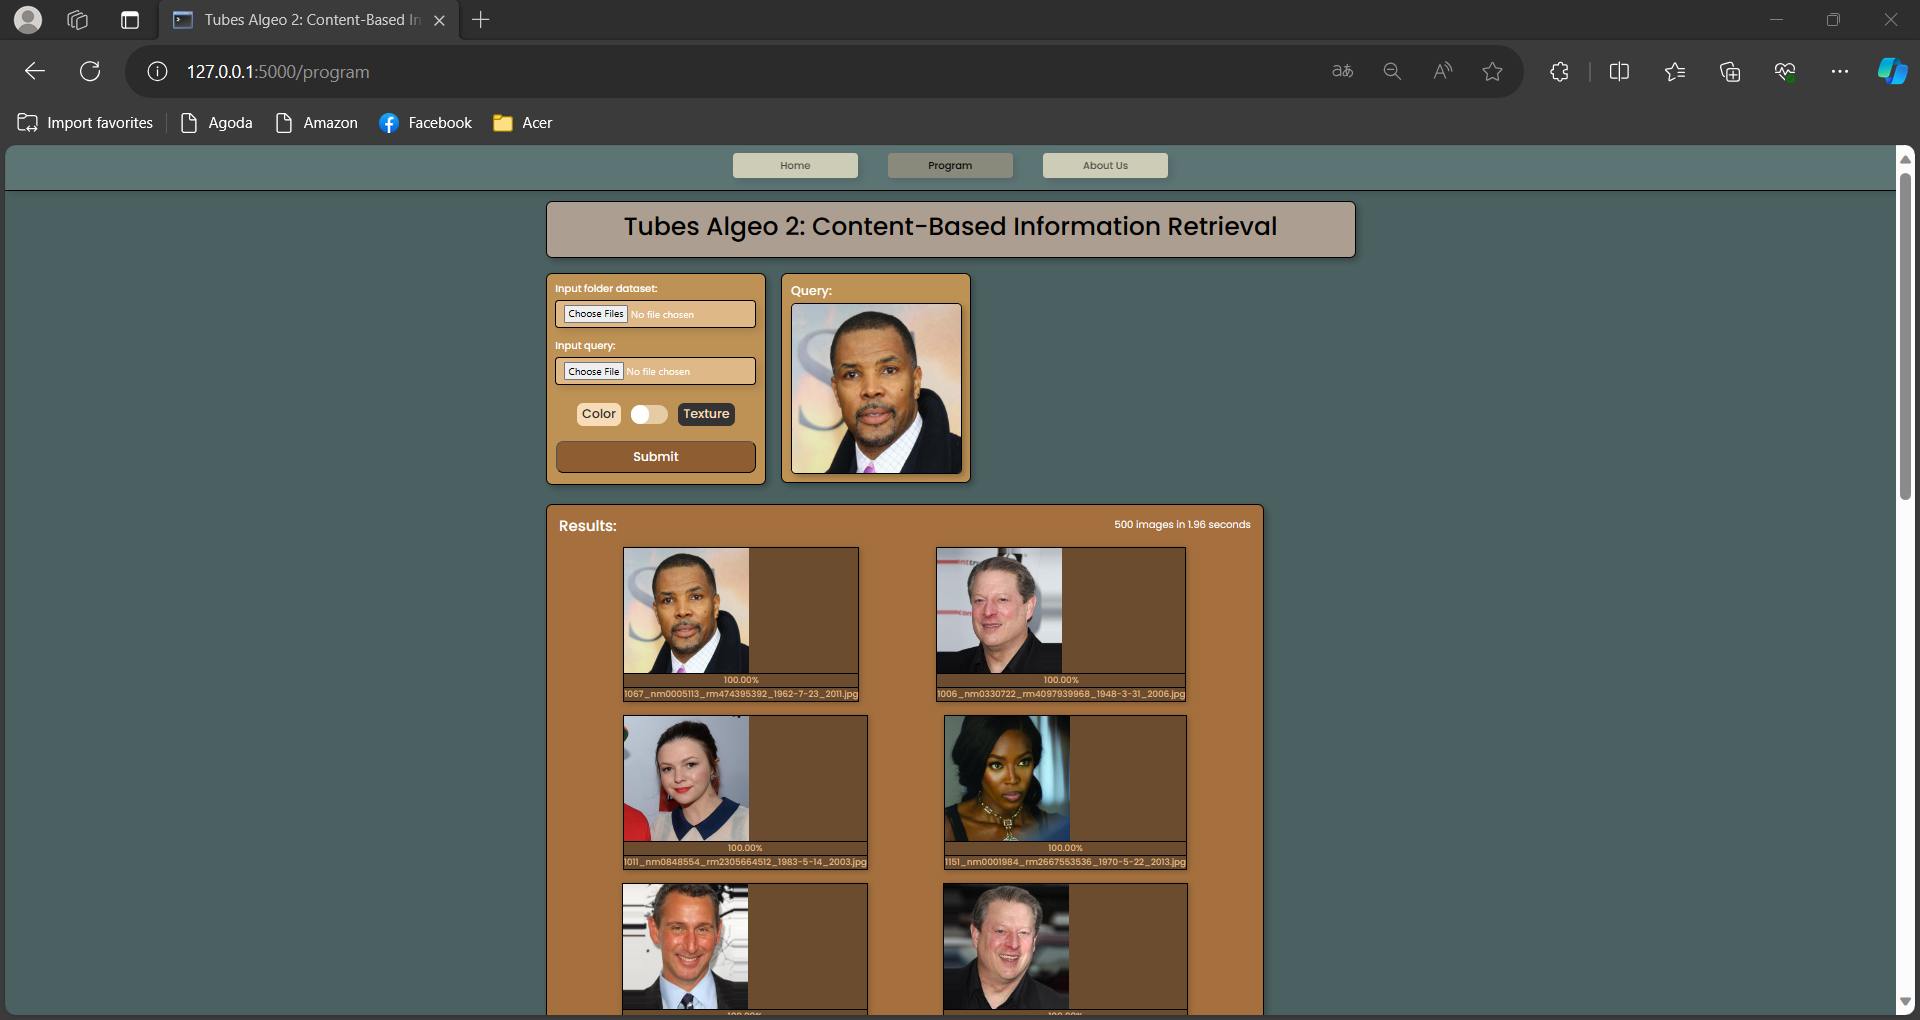 Tubes Algeo 2: Content-Based In
127.0.0.1:5000/program
Import favorites
Agoda
Amazon
Facebook
Acer
Home
Program
About Us
Tubes Algeo 2: Content-Based Information Retrieval
Input folder dataset:
Choose Files No file chosen
Input query:
Choose File No file chosen
Color
Texture
Submit
Query:
Results:
500 images in 1.96 seconds
100.00%
1067_nm0005113_rm474395392_1962-7-23_2011.jpg
100.00%
1006_nm0330722_rm4097939968_1948-3-31_2006.jpg
100.00%
1011_nm0848554_rm2305664512_1983-5-14_2003.jpg
100.00%
1151_nm0001984_rm2667553536_1970-5-22_2013.jpg